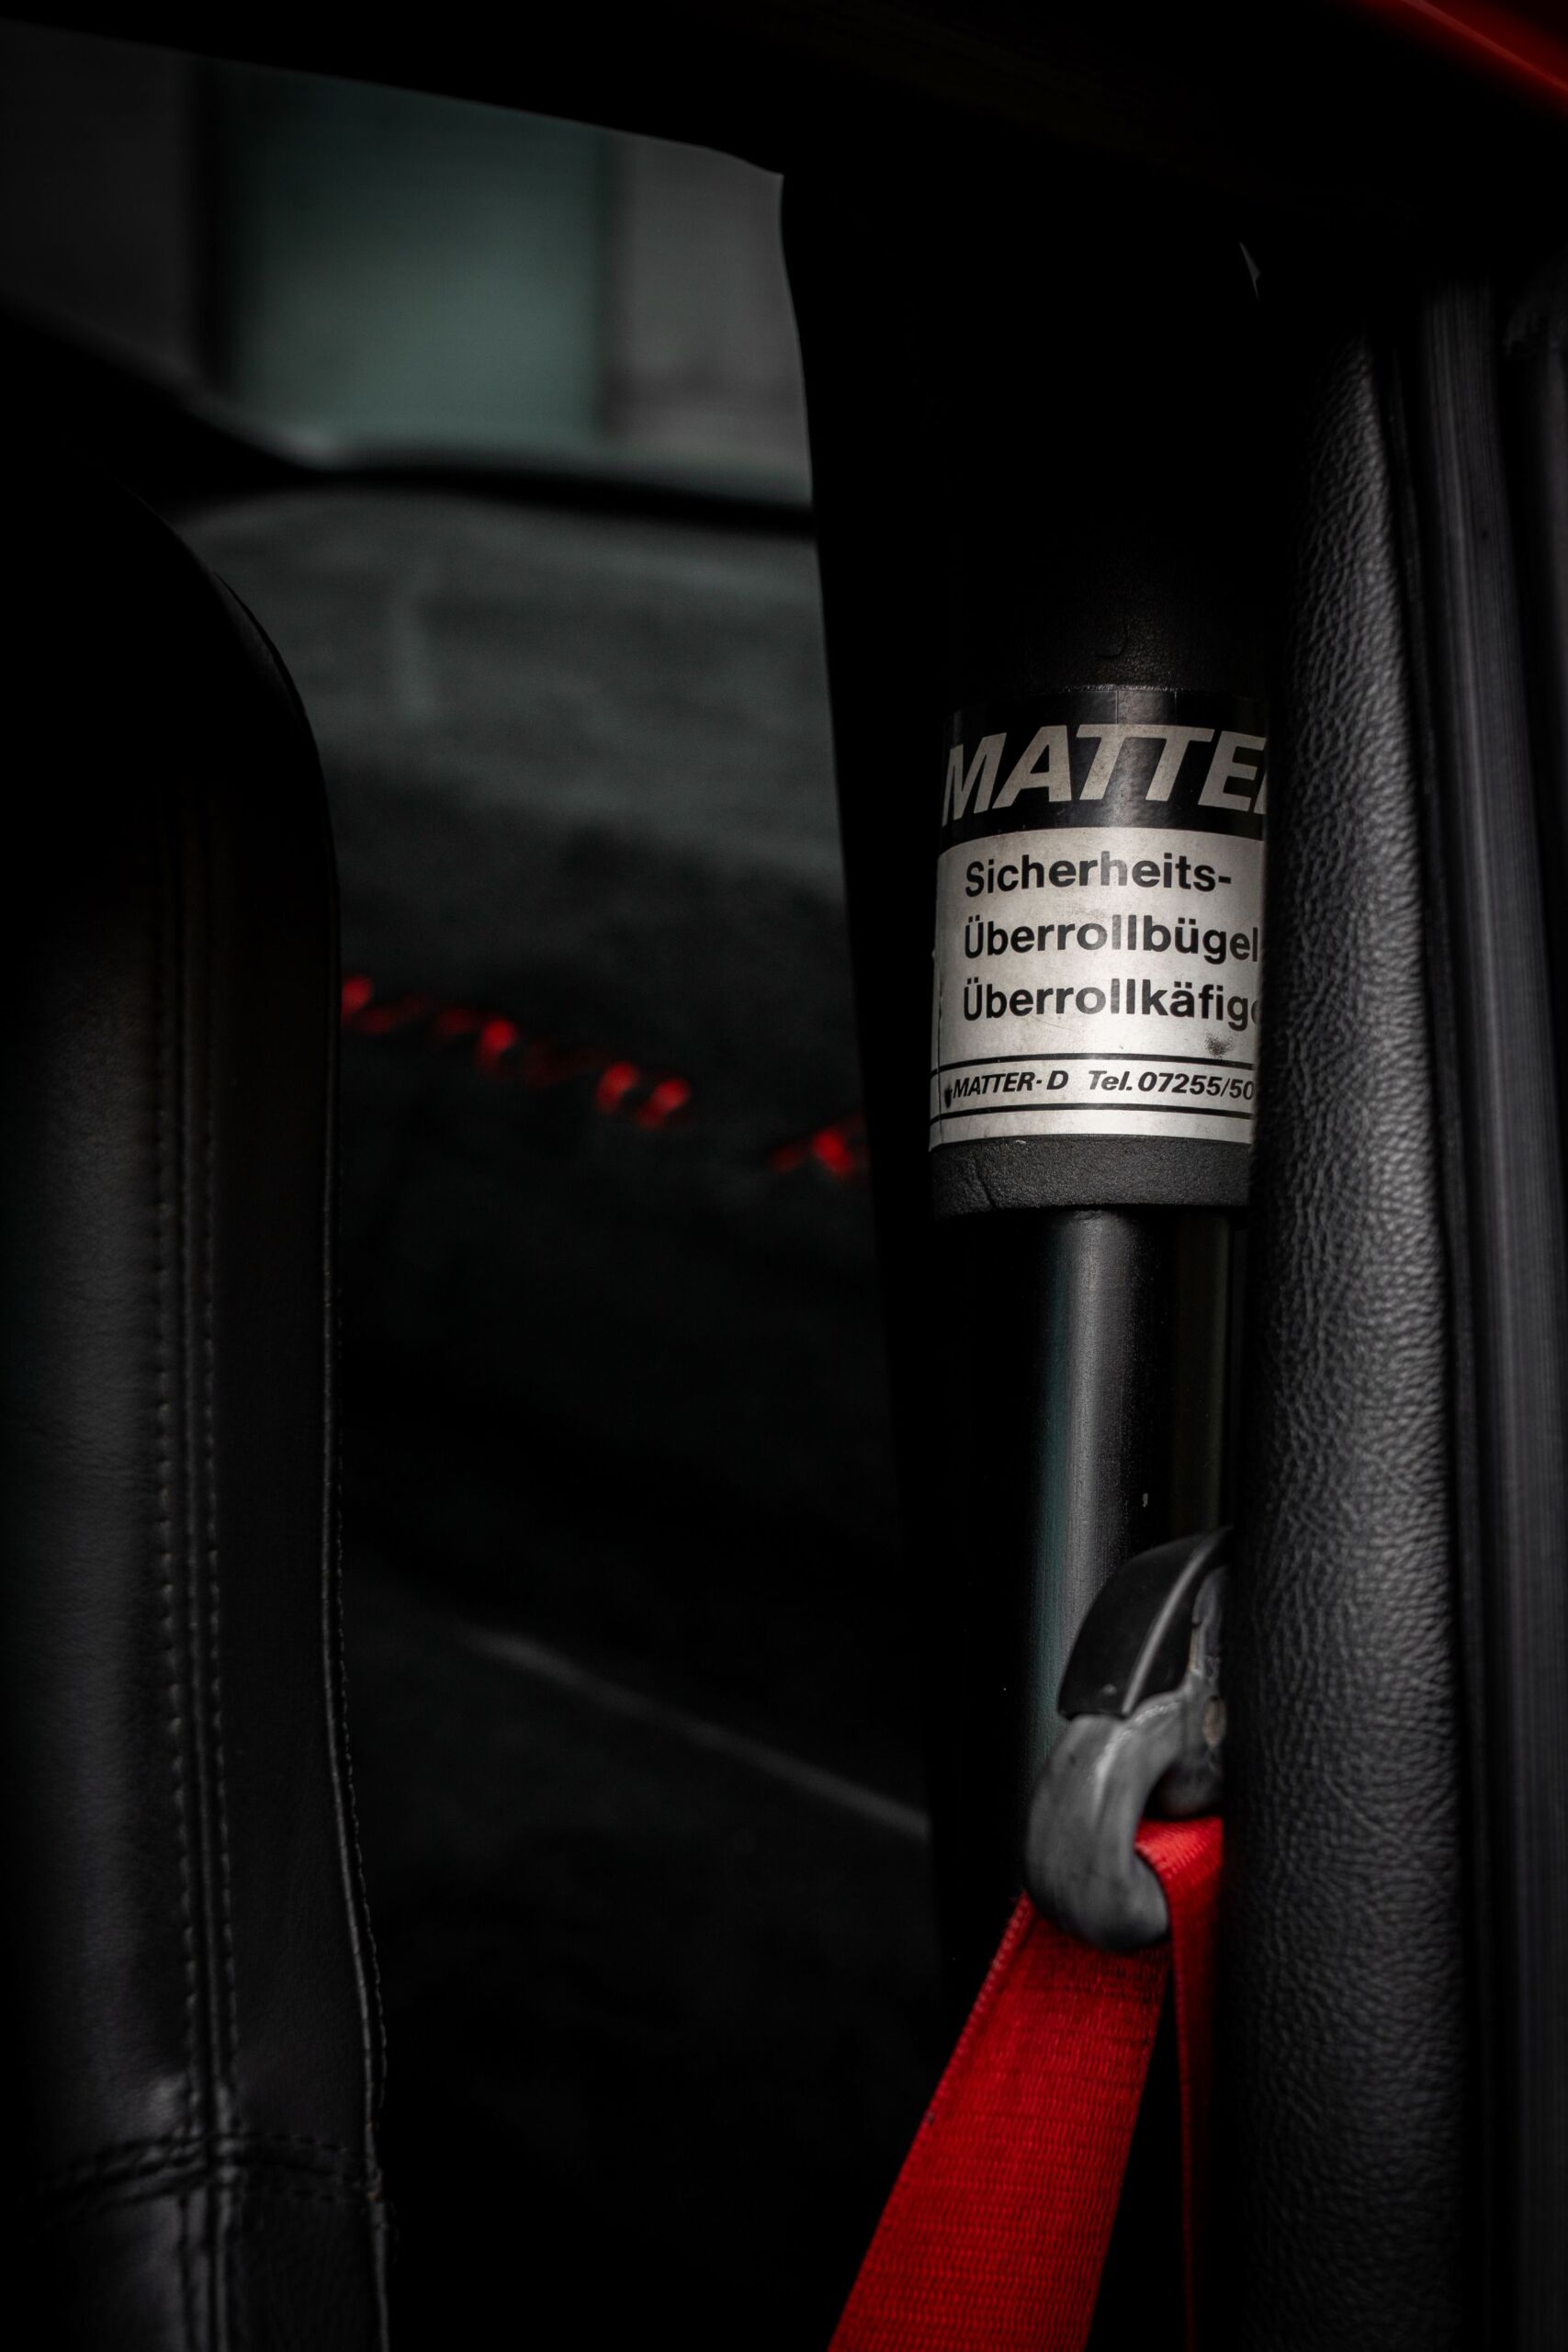 MATTE
Sicherheits-
Überrollbügel
Überrollkäfig
MATTER-D Tel. 07255/50